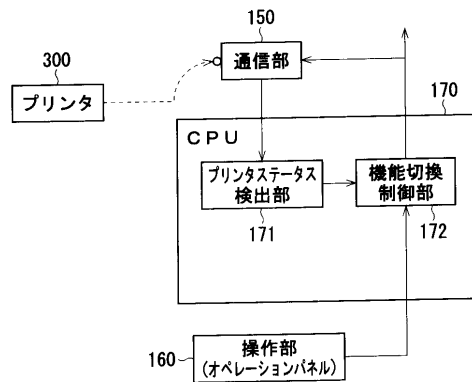 150
通信部
300
プリンタ
170
CPU
プリンタステータス
検出部
171
機能切換
制御部
172
160
操作部
(オペレーションパネル)